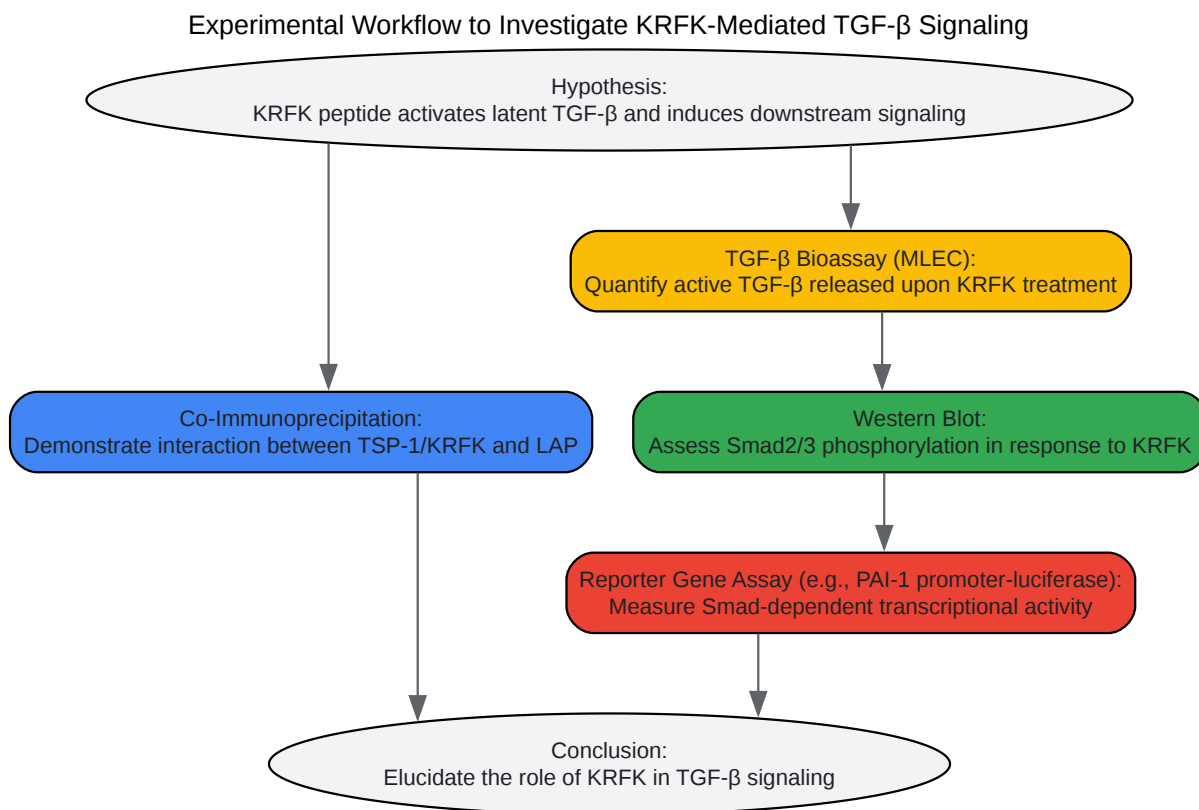 Experimental Workflow to Investigate KRFK-Mediated TGF-β Signaling
Hypothesis:
KRFK peptide activates latent TGF-β and induces downstream signaling
TGF-β Bioassay (MLEC):
Quantify active TGF-β released upon KRFK treatment
Co-Immunoprecipitation:
Demonstrate interaction between TSP-1/KRFK and LAP
Western Blot:
Assess Smad2/3 phosphorylation in response to KRFK
Reporter Gene Assay (e.g., PAI-1 promoter-luciferase):
Measure Smad-dependent transcriptional activity
Conclusion:
Elucidate the role of KRFK in TGF-β signaling